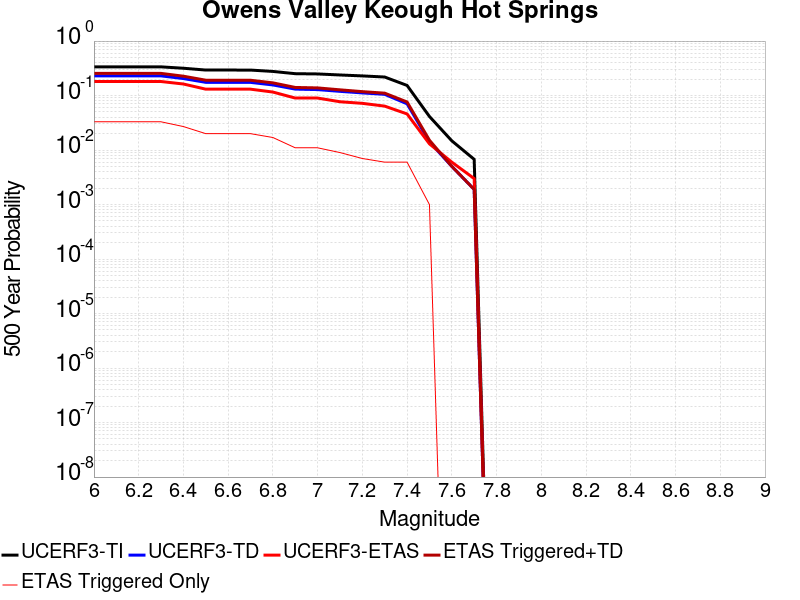 Owens Valley Keough Hot Springs
10^0
10^-1
10^-2
10^-3
10^-4
10^-5
10^-6
10^-7
10^-8
500 Year Probability
6 6.2 6.4 6.6 6.8 7 7.2 7.4 7.6 7.8 8 8.2 8.4 8.6 8.8 9
Magnitude
UCERF3-TI UCERF3-TD UCERF3-ETAS ETAS Triggered+TD
ETAS Triggered Only